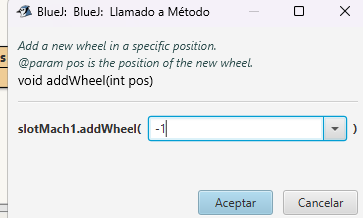 BlueJ: BlueJ: Llamado a Método
Add a new wheel in a specific position.
@param pos is the position of the new wheel.
void addWheel(int pos)
slotMach1.addWheel( -1 )
Aceptar Cancelar